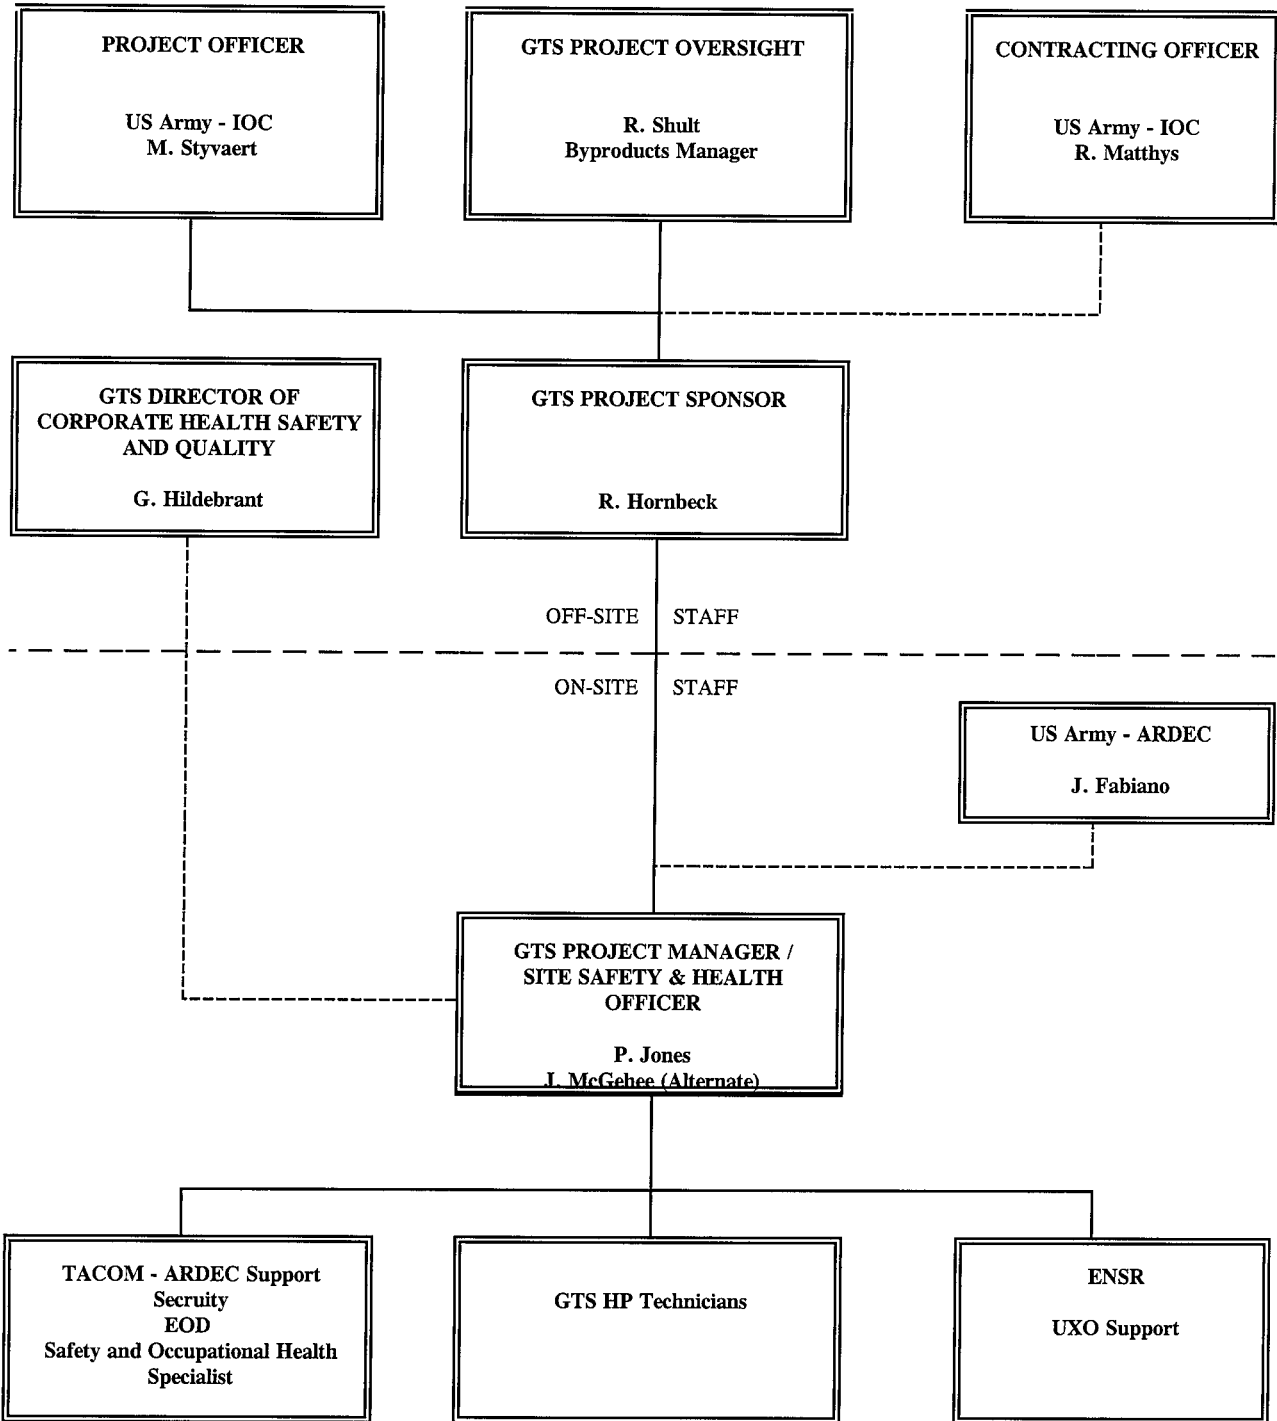 PROJECT OFFICER
US Army - IOC
M. Styvaert
GTS PROJECT OVERSIGHT
R. Shult
Byproducts Manager
CONTRACTING OFFICER
US Army - IOC
R. Matthys
GTS DIRECTOR OF
CORPORATE HEALTH SAFETY
AND QUALITY
G. Hildebrant
GTS PROJECT SPONSOR
R. Hornbeck
OFF-SITE STAFF
ON-SITE STAFF
US Army - ARDEC
J. Fabiano
GTS PROJECT MANAGER /
SITE SAFETY & HEALTH
OFFICER
P. Jones
J. McGehee (Alternate)
TACOM - ARDEC Support
Secruity
EOD
Safety and Occupational Health
Specialist
GTS HP Technicians
ENSR
UXO Support